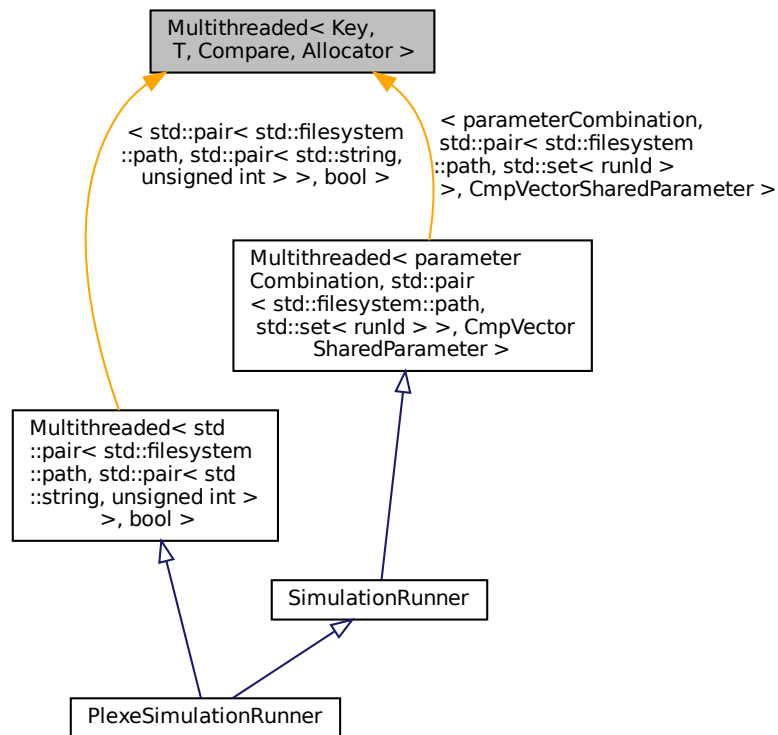 Multithreaded< Key,
T, Compare, Allocator >
< std::pair< std::filesystem
::path, std::pair< std::string,
unsigned int > >, bool >
< parameterCombination,
std::pair< std::filesystem
::path, std::set< runId >
>, CmpVectorSharedParameter >
Multithreaded< parameter
Combination, std::pair
< std::filesystem::path,
std::set< runId > >, CmpVector
SharedParameter >
Multithreaded< std
::pair< std::filesystem
::path, std::pair< std
::string, unsigned int >
>, bool >
SimulationRunner
PlexeSimulationRunner